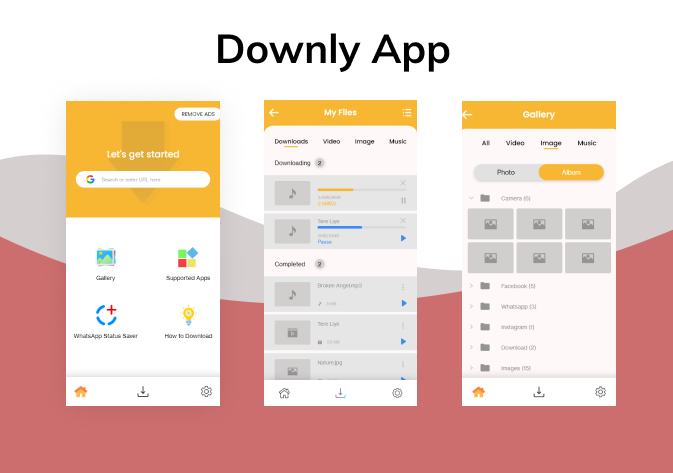 Downly App
REMOVE ADS
Let's get started
Search or enter URL here
Gallery
Supported Apps
WhatsApp Status Saver
How to Download
My Files
Downloads Video Image Music
Downloading 2
Tere Liye
Pause
Completed 2
Broken Angel.mp3
Tere Liye
Nature.jpg
Gallery
All Video Image Music
Photo Album
Camera (6)
Facebook (5)
Whatsapp (3)
Instagram (1)
Download (2)
Images (15)